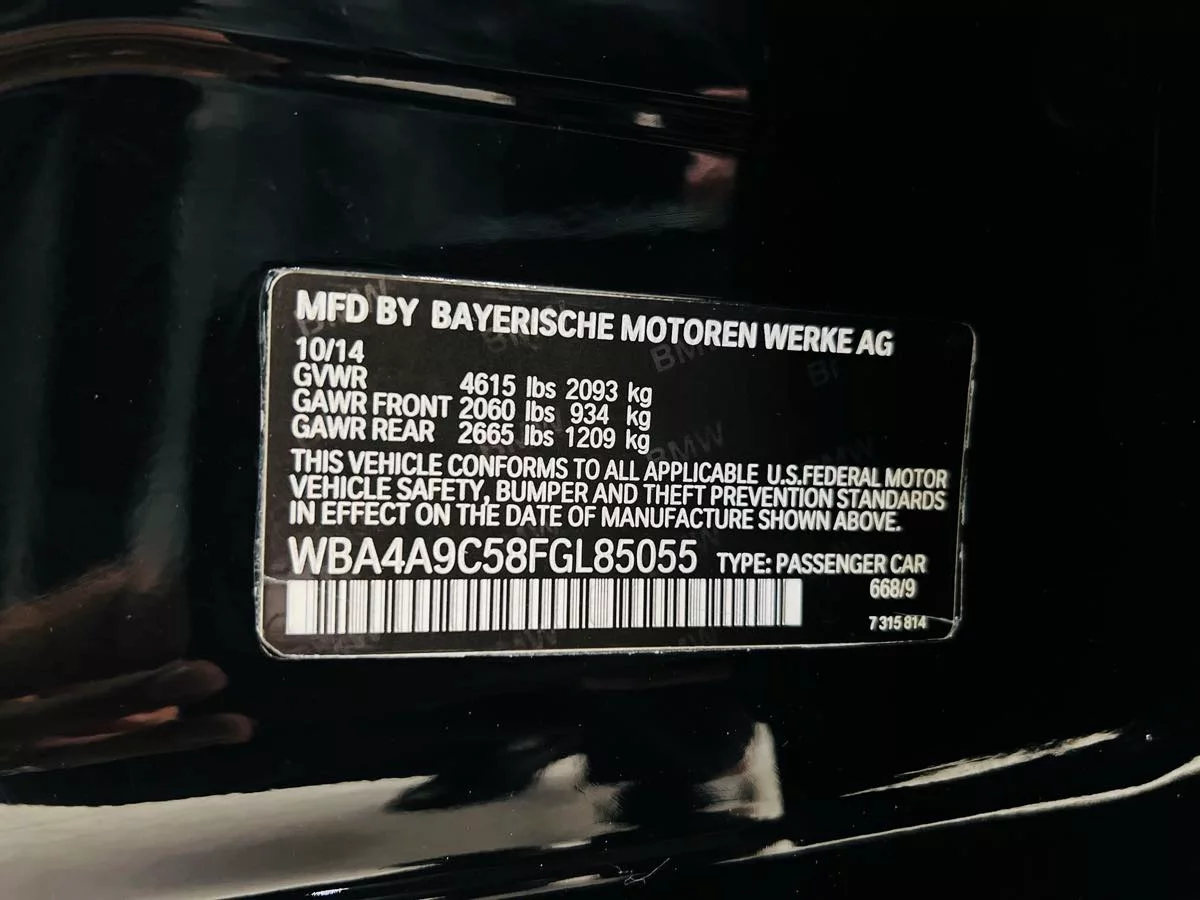 MFD BY BAYERISCHE MOTOREN WERKE AG
10/14
GVWR 4615 lbs 2093 kg
GAWR FRONT 2060 lbs 934 kg
GAWR REAR 2665 lbs 1209 kg
THIS VEHICLE CONFORMS TO ALL APPLICABLE U.S.FEDERAL MOTOR
VEHICLE SAFETY, BUMPER AND THEFT PREVENTION STANDARDS
IN EFFECT ON THE DATE OF MANUFACTURE SHOWN ABOVE.
WBA4A9C58FGL85055 TYPE: PASSENGER CAR
668/9
7 315 814